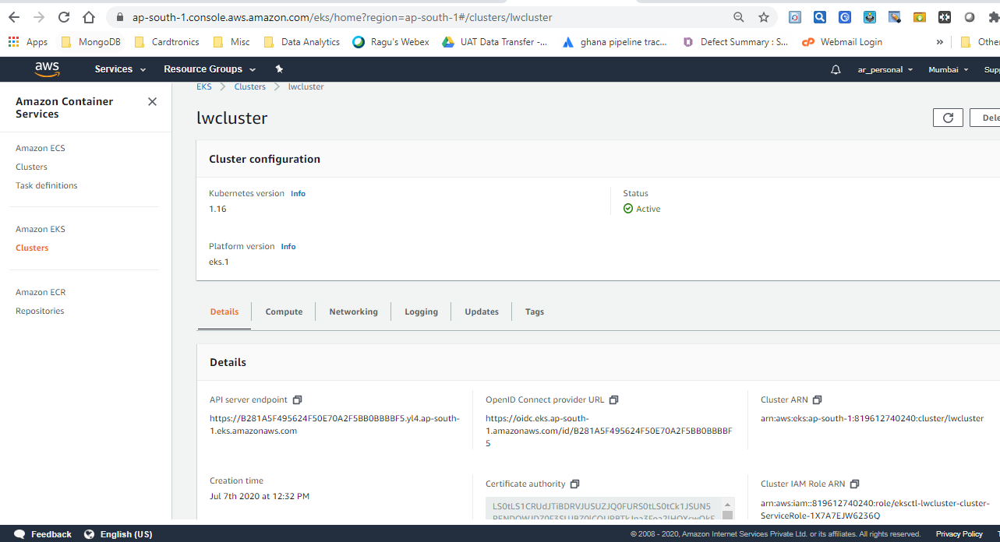 ap-south-1.console.aws.amazon.com/eks/home?region=ap-south-1#/clusters/lwcluster
Apps MongoDB Cardtronics Misc Data Analytics Ragu's Webex UAT Data Transfer -... ghana pipeline trac... Defect Summary : S... Webmail Login » Othe
aws Services Resource Groups ar_personal Mumbai Sup
EKS > Clusters > lwcluster
Amazon Container
Services
lwcluster
Dele
Amazon ECS
Clusters
Task definitions
Amazon EKS
Clusters
Amazon ECR
Repositories
Cluster configuration
Kubernetes version Info
1.16
Status
Active
Platform version Info
eks.1
Details Compute Networking Logging Updates Tags
Details
API server endpoint
https://B281A5F495624F50E70A2F5BB0BBBBF5.yl4.ap-south-
1.eks.amazonaws.com
OpenID Connect provider URL
https://oidc.eks.ap-south-
1.amazonaws.com/id/B281A5F495624F50E70A2F5BB0BBBBF
5
Cluster ARN
arn:aws:eks:ap-south-1:819612740240:cluster/lwcluster
Creation time
Jul 7th 2020 at 12:32 PM
Certificate authority
LS0tLS1CRUdJTiBDRVJUSUZJQ0FURS0tLS0tCk1JSUN5
Cluster IAM Role ARN
arn:aws:iam::819612740240:role/eksctl-lwcluster-cluster-
ServiceRole-1X7A7EJW6236Q
Feedback English (US) © 2008 - 2020, Amazon Internet Services Private Ltd. or its affiliates. All rights reserved. Privacy Policy